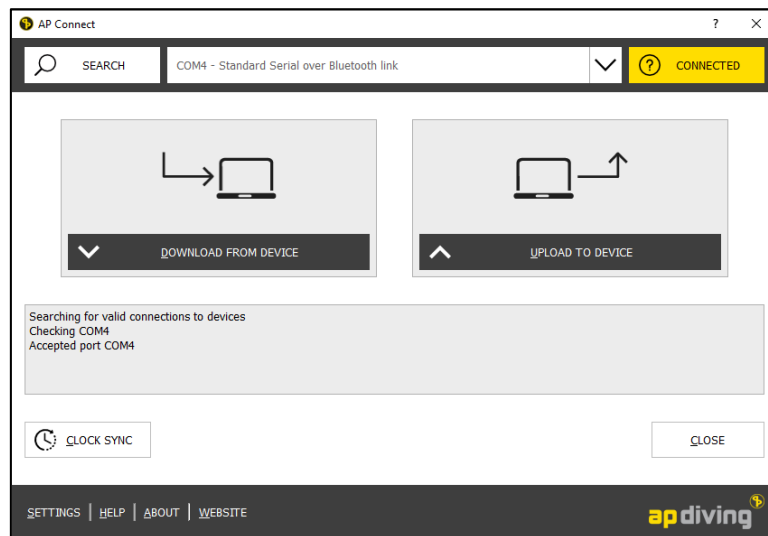 AP Connect
?
SEARCH
COM4 - Standard Serial over Bluetooth link
? CONNECTED
DOWNLOAD FROM DEVICE
UPLOAD TO DEVICE
Searching for valid connections to devices
Checking COM4
Accepted port COM4
CLOCK SYNC
CLOSE
SETTINGS | HELP | ABOUT | WEBSITE
apdiving